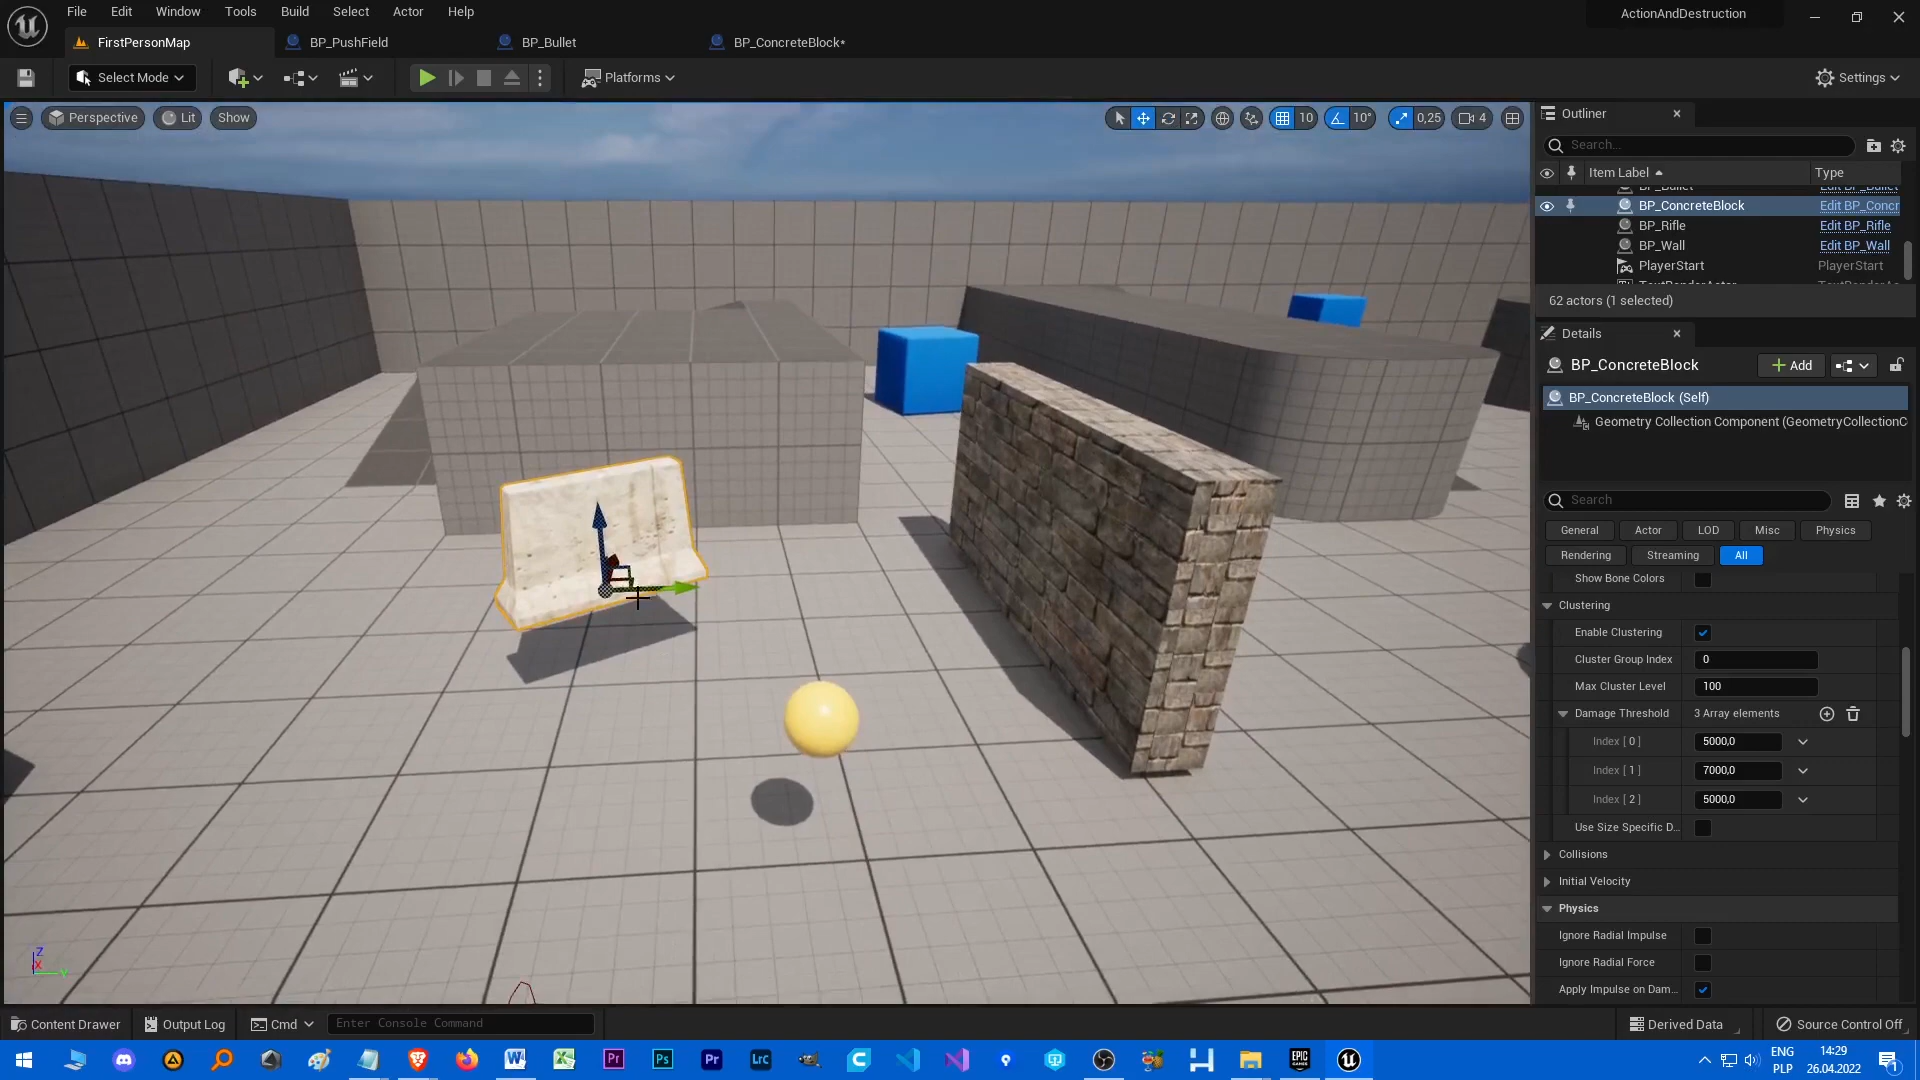 File Edit Window Tools Build Select Actor Help
ActionAndDestruction
FirstPersonMap BP_PushField BP_Bullet BP_ConcreteBlock*
Select Mode Platforms Settings
Perspective Lit Show 10 10° 0,25 4
Outliner
Search...
Item Label Type
BP_Bullet Edit BP_Bullet
BP_ConcreteBlock Edit BP_Concr
BP_Rifle Edit BP_Rifle
BP_Wall Edit BP_Wall
PlayerStart PlayerStart
62 actors (1 selected)
Details
BP_ConcreteBlock Add
BP_ConcreteBlock (Self)
Geometry Collection Component (GeometryCollectionC
Search
General Actor LOD Misc Physics
Rendering Streaming All
Show Bone Colors
Clustering
Enable Clustering
Cluster Group Index 0
Max Cluster Level 100
Damage Threshold 3 Array elements
Index [ 0 ] 5000,0
Index [ 1 ] 7000,0
Index [ 2 ] 5000,0
Use Size Specific D...
Collisions
Initial Velocity
Physics
Ignore Radial Impulse
Ignore Radial Force
Apply Impulse on Dam...
Z
X
Y
Content Drawer Output Log Cmd Enter Console Command Derived Data Source Control Off
W X Pr Ps Pr Lrc EPIC GAMES
ENG 14:29
PLP 26.04.2022 1